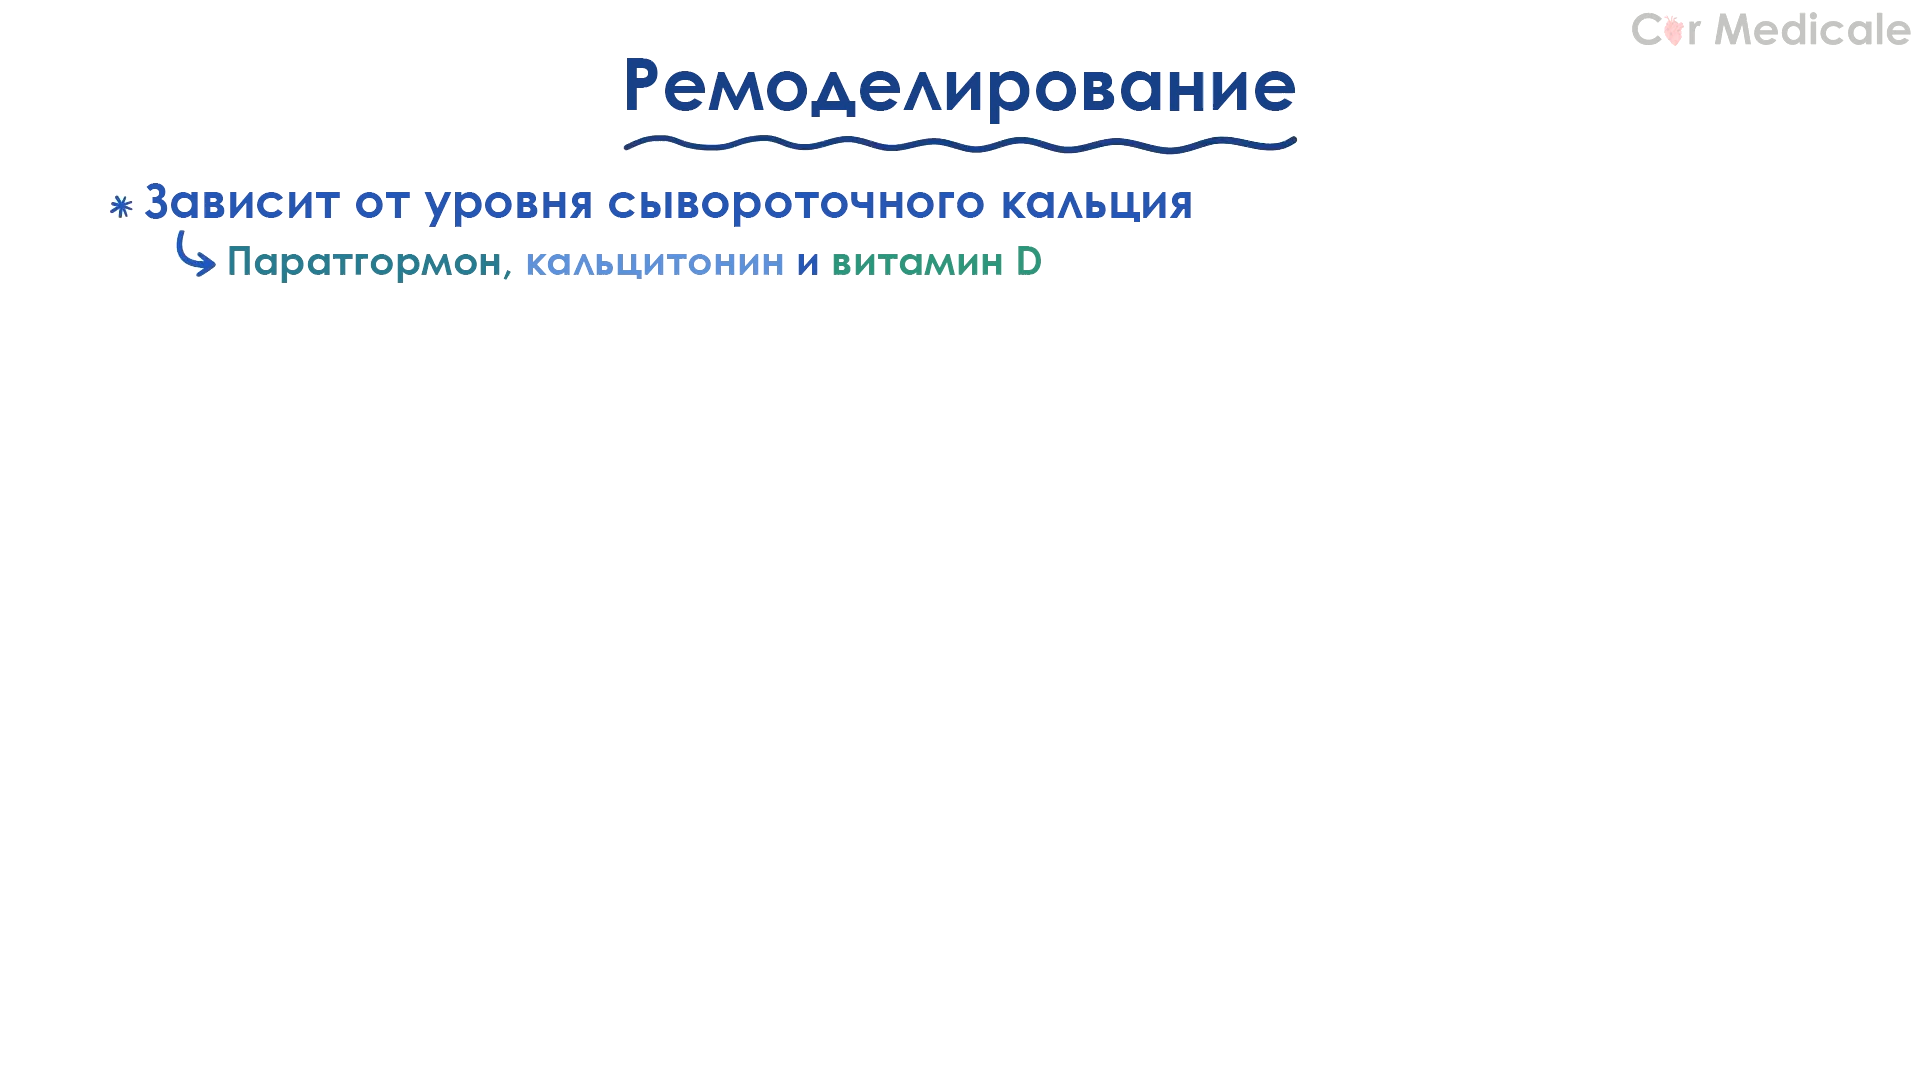 Cor Medicale
Ремоделирование
* Зависит от уровня сывороточного кальция
Паратгормон, кальцитонин и витамин D